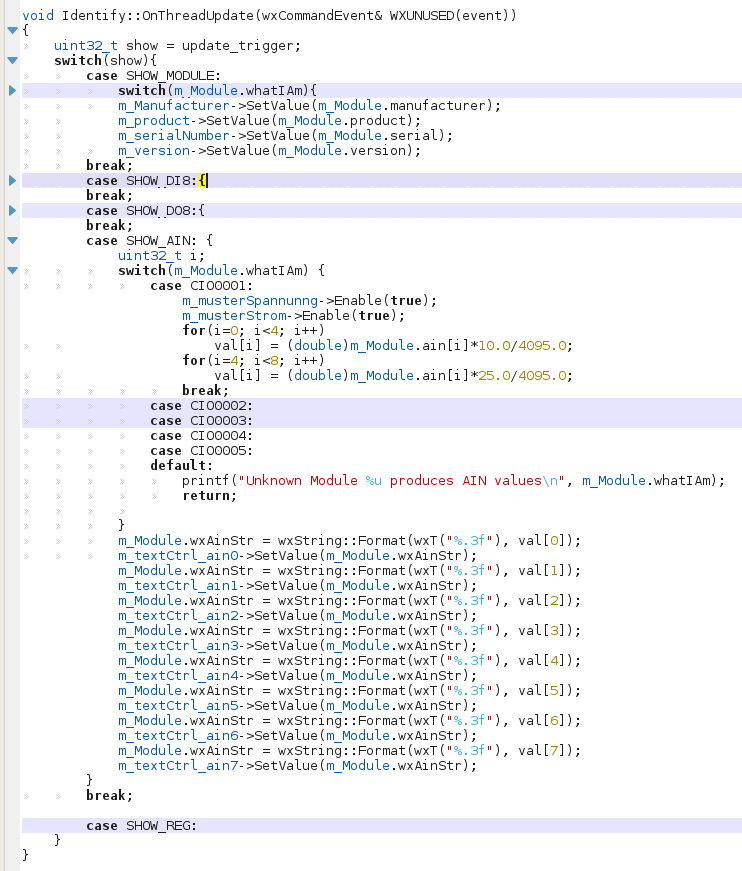 void Identify::OnThreadUpdate(wxCommandEvent& WXUNUSED(event))
{
    uint32_t show = update_trigger;
    switch(show){
        case SHOW_MODULE:
            switch(m_Module.whatIAm){
            m_Manufacturer->SetValue(m_Module.manufacturer);
            m_product->SetValue(m_Module.product);
            m_serialNumber->SetValue(m_Module.serial);
            m_version->SetValue(m_Module.version);
        break;
        case SHOW_DI8:{
        break;
        case SHOW_DO8:{
        break;
        case SHOW_AIN: {
            uint32_t i;
            switch(m_Module.whatIAm) {
                case CIO0001:
                    m_musterSpannunng->Enable(true);
                    m_musterStrom->Enable(true);
                    for(i=0; i<4; i++)
                        val[i] = (double)m_Module.ain[i]*10.0/4095.0;
                    for(i=4; i<8; i++)
                        val[i] = (double)m_Module.ain[i]*25.0/4095.0;
                    break;
                case CIO0002:
                case CIO0003:
                case CIO0004:
                case CIO0005:
                default:
                    printf("Unknown Module %u produces AIN values\n", m_Module.whatIAm);
                    return;
            }
            m_Module.wxAinStr = wxString::Format(wxT("%.3f"), val[0]);
            m_textCtrl_ain0->SetValue(m_Module.wxAinStr);
            m_Module.wxAinStr = wxString::Format(wxT("%.3f"), val[1]);
            m_textCtrl_ain1->SetValue(m_Module.wxAinStr);
            m_Module.wxAinStr = wxString::Format(wxT("%.3f"), val[2]);
            m_textCtrl_ain2->SetValue(m_Module.wxAinStr);
            m_Module.wxAinStr = wxString::Format(wxT("%.3f"), val[3]);
            m_textCtrl_ain3->SetValue(m_Module.wxAinStr);
            m_Module.wxAinStr = wxString::Format(wxT("%.3f"), val[4]);
            m_textCtrl_ain4->SetValue(m_Module.wxAinStr);
            m_Module.wxAinStr = wxString::Format(wxT("%.3f"), val[5]);
            m_textCtrl_ain5->SetValue(m_Module.wxAinStr);
            m_Module.wxAinStr = wxString::Format(wxT("%.3f"), val[6]);
            m_textCtrl_ain6->SetValue(m_Module.wxAinStr);
            m_Module.wxAinStr = wxString::Format(wxT("%.3f"), val[7]);
            m_textCtrl_ain7->SetValue(m_Module.wxAinStr);
        }
        break;
        case SHOW_REG:
    }
}